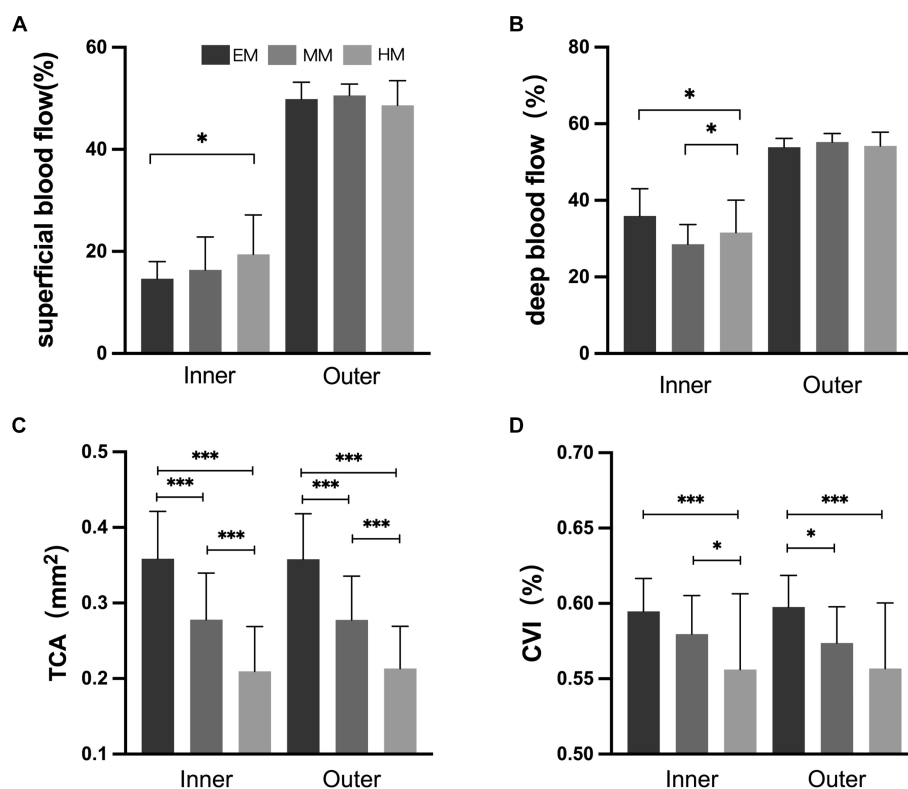 A
superficial blood flow(%)
60
40
20
0
EM MM HM
*
Inner Outer
B
deep blood flow (%)
80
60
40
20
0
*
*
Inner Outer
C
TCA (mm²)
0.5
0.4
0.3
0.2
0.1
*** ***
*** ***
*** ***
Inner Outer
D
CVI (%)
0.70
0.65
0.60
0.55
0.50
*** ***
* *
Inner Outer